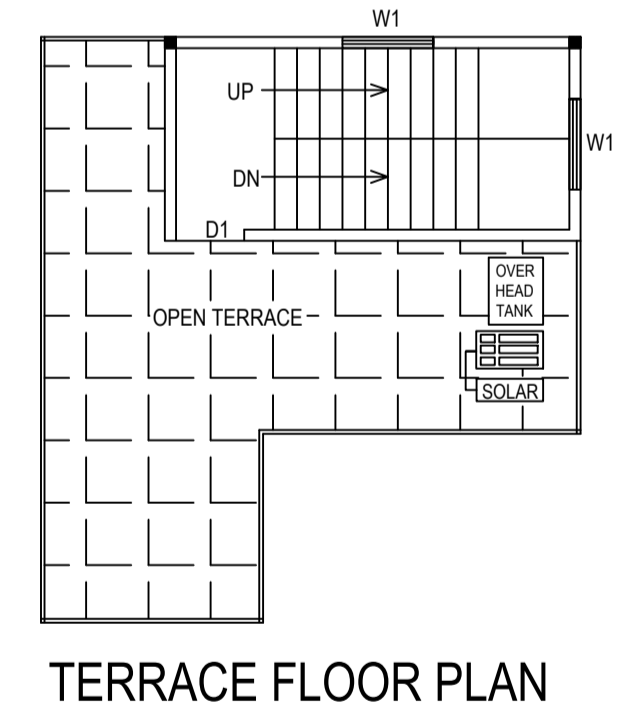 W1
UP
W1
DN
D1
OVER
HEAD
TANK
OPEN TERRACE
SOLAR
TERRACE FLOOR PLAN